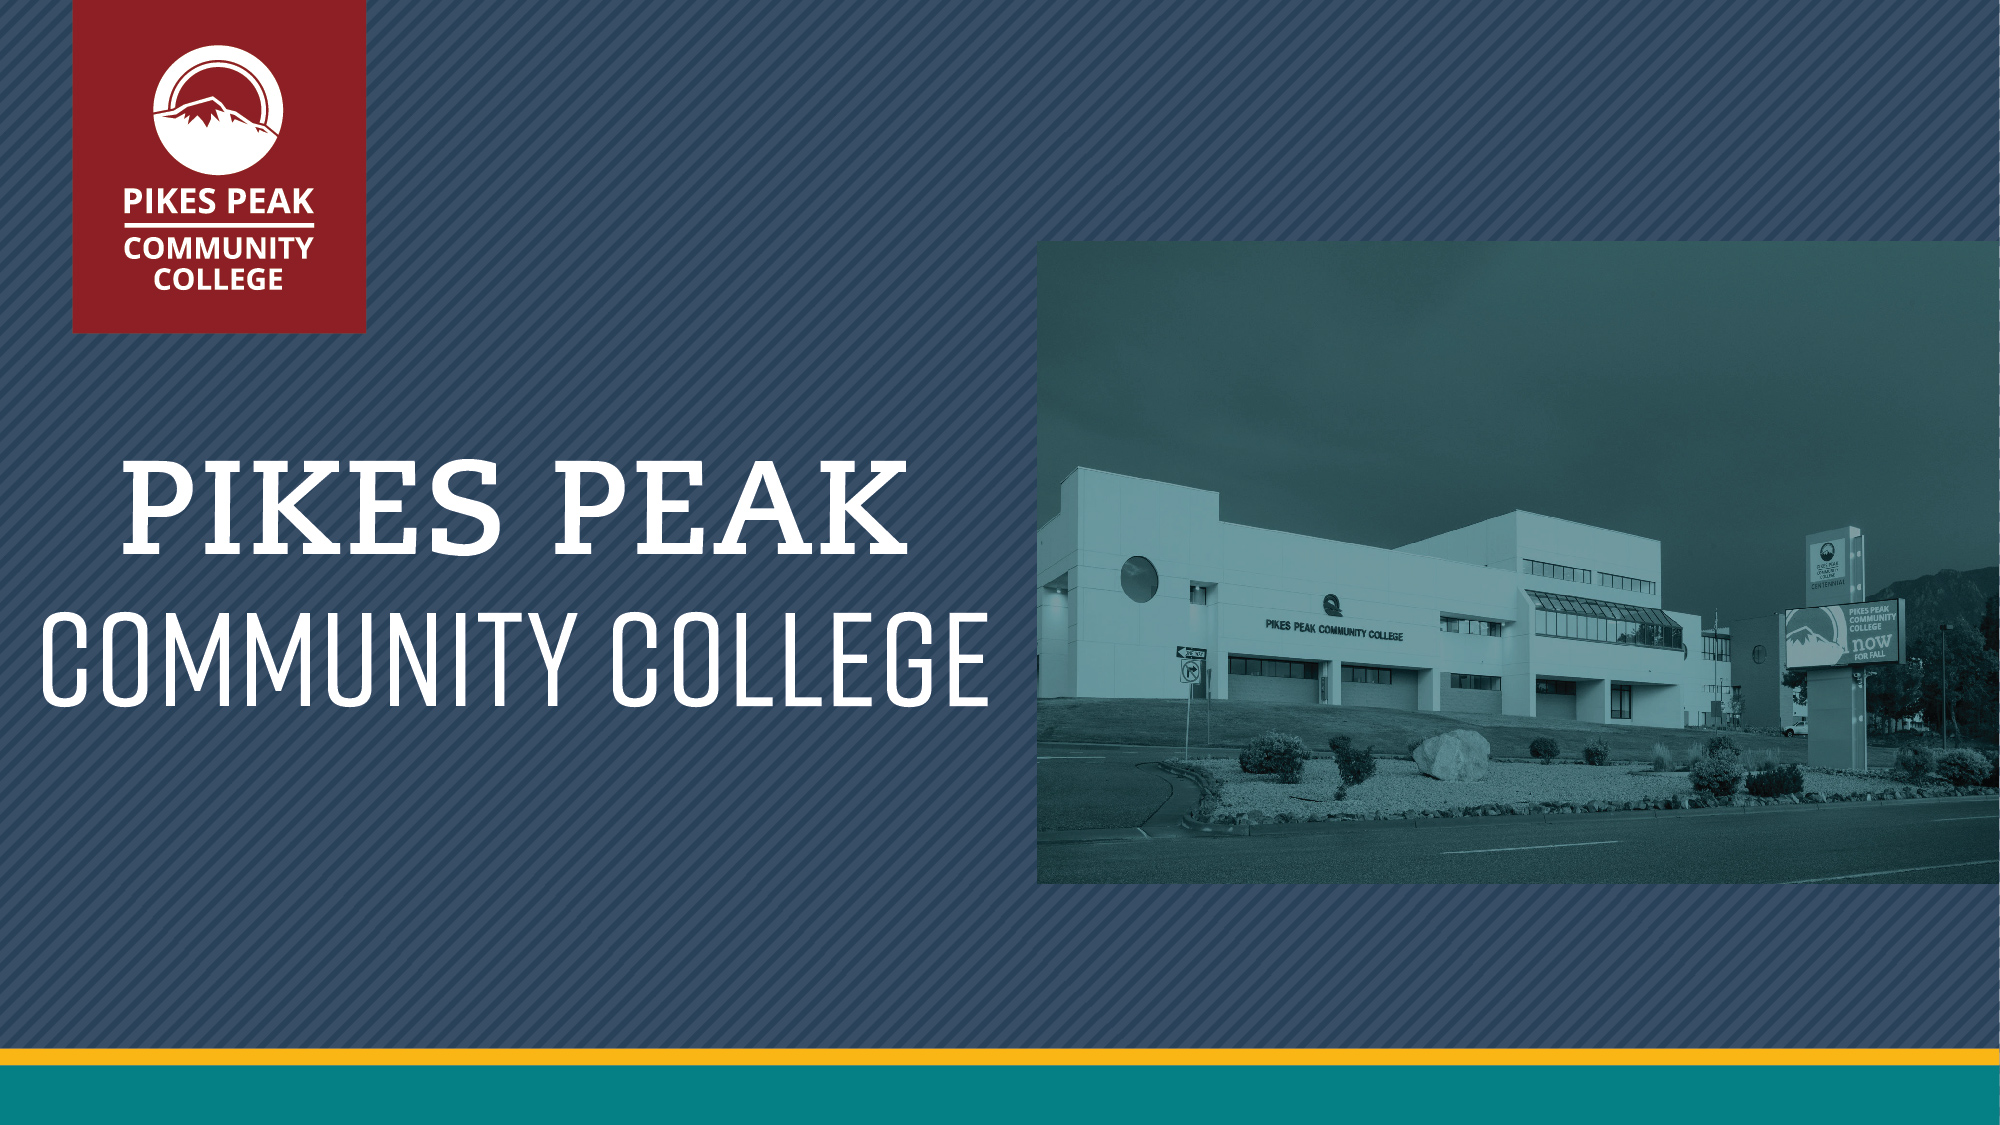 PIKES PEAK
COMMUNITY
COLLEGE
PIKES PEAK
COMMUNITY COLLEGE
PIKES PEAK COMMUNITY COLLEGE
CENTENNIAL
PIKES PEAK
COMMUNITY
COLLEGE
now
FOR FALL